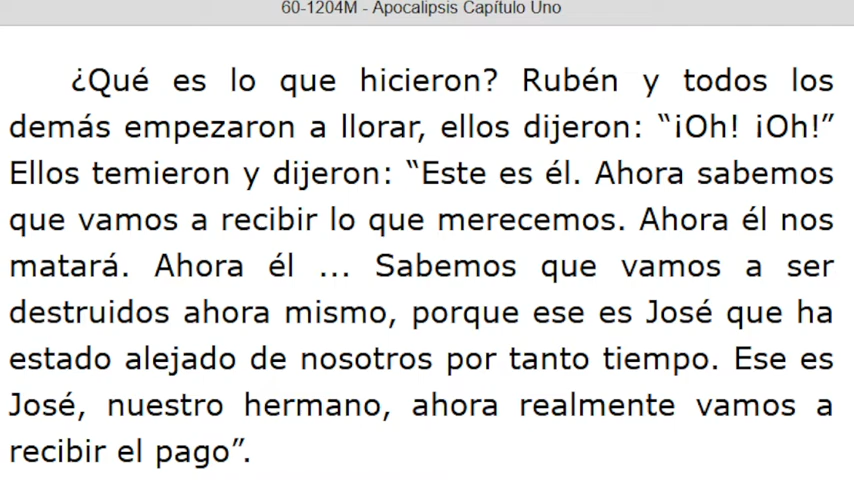 60-1204M - Apocalipsis Capítulo Uno
¿Qué es lo que hicieron? Rubén y todos los
demás empezaron a llorar, ellos dijeron: “¡Oh! ¡Oh!”
Ellos temieron y dijeron: “Este es él. Ahora sabemos
que vamos a recibir lo que merecemos. Ahora él nos
matará. Ahora él ... Sabemos que vamos a ser
destruidos ahora mismo, porque ese es José que ha
estado alejado de nosotros por tanto tiempo. Ese es
José, nuestro hermano, ahora realmente vamos a
recibir el pago”.